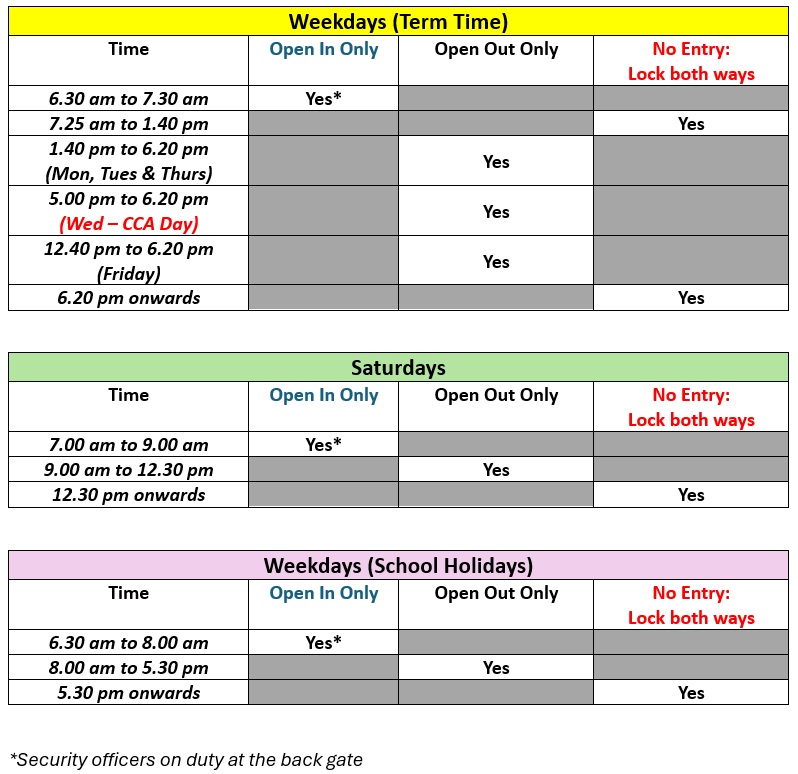 Weekdays (Term Time)
Time Open In Only Open Out Only No Entry:
Lock both ways
6.30 am to 7.30 am Yes*
7.25 am to 1.40 pm Yes
1.40 pm to 6.20 pm
(Mon, Tues & Thurs) Yes
5.00 pm to 6.20 pm
(Wed – CCA Day) Yes
12.40 pm to 6.20 pm
(Friday) Yes
6.20 pm onwards Yes
Saturdays
Time Open In Only Open Out Only No Entry:
Lock both ways
7.00 am to 9.00 am Yes*
9.00 am to 12.30 pm Yes
12.30 pm onwards Yes
Weekdays (School Holidays)
Time Open In Only Open Out Only No Entry:
Lock both ways
6.30 am to 8.00 am Yes*
8.00 am to 5.30 pm Yes
5.30 pm onwards Yes
*Security officers on duty at the back gate